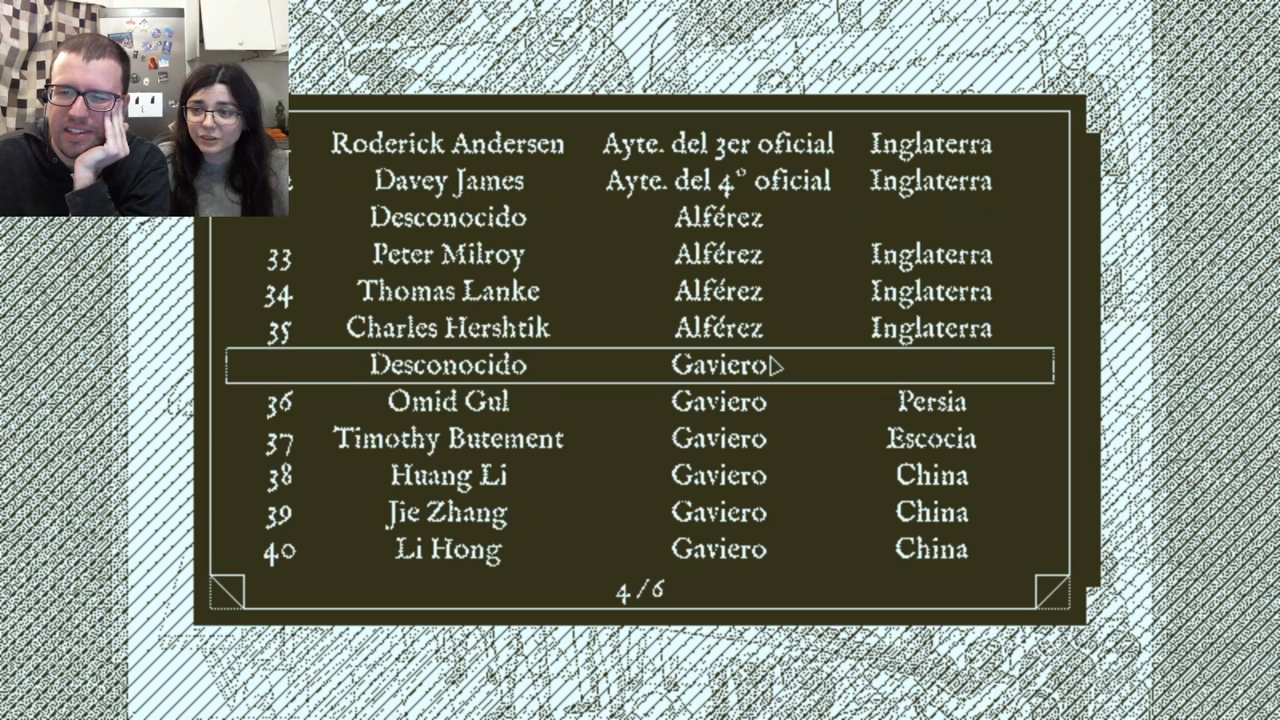 Roderick Andersen Ayte. del 3er oficial Inglaterra
Davey James Ayte. del 4º oficial Inglaterra
Desconocido Alférez
33 Peter Milroy Alférez Inglaterra
34 Thomas Lanke Alférez Inglaterra
35 Charles Hershtik Alférez Inglaterra
Desconocido Gaviero
36 Omid Gul Gaviero Persia
37 Timothy Butement Gaviero Escocia
38 Huang Li Gaviero China
39 Jie Zhang Gaviero China
40 Li Hong Gaviero China
4/6